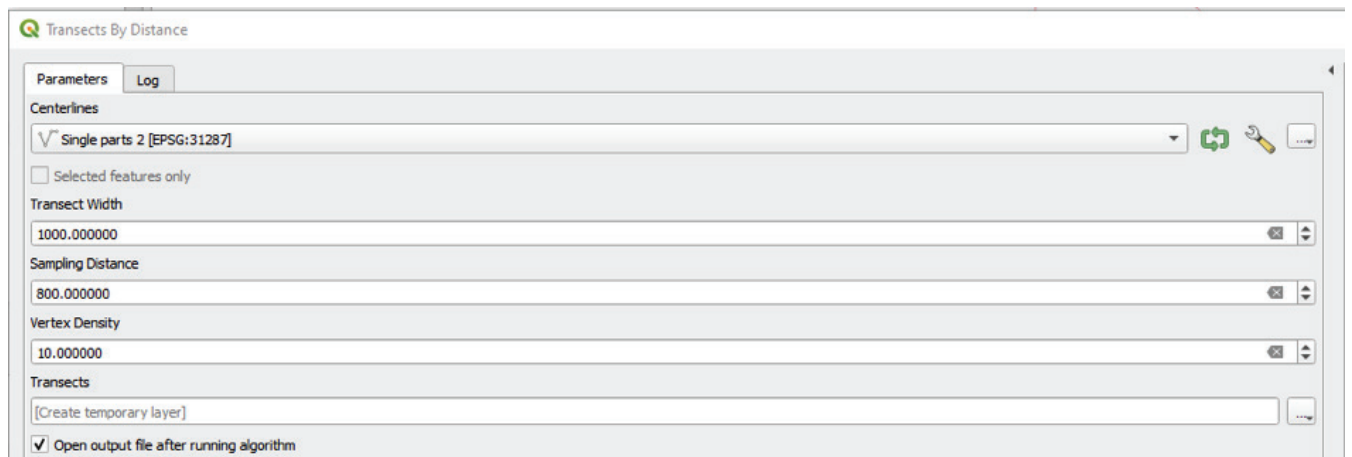 Transects By Distance
Parameters Log
Centerlines
Single parts 2 [EPSG:31287]
Selected features only
Transect Width
1000.000000
Sampling Distance
800.000000
Vertex Density
10.000000
Transects
[Create temporary layer]
Open output file after running algorithm